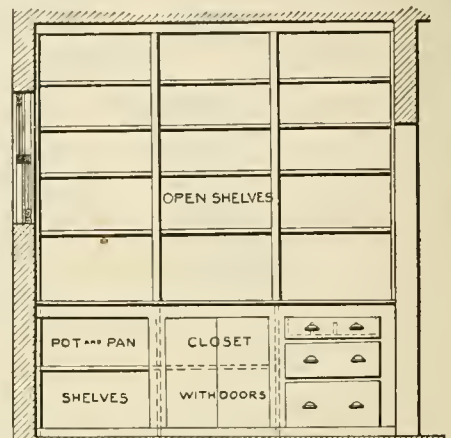 OPEN SHELVES
POT AND PAN
CLOSET
SHELVES
WITH DOORS